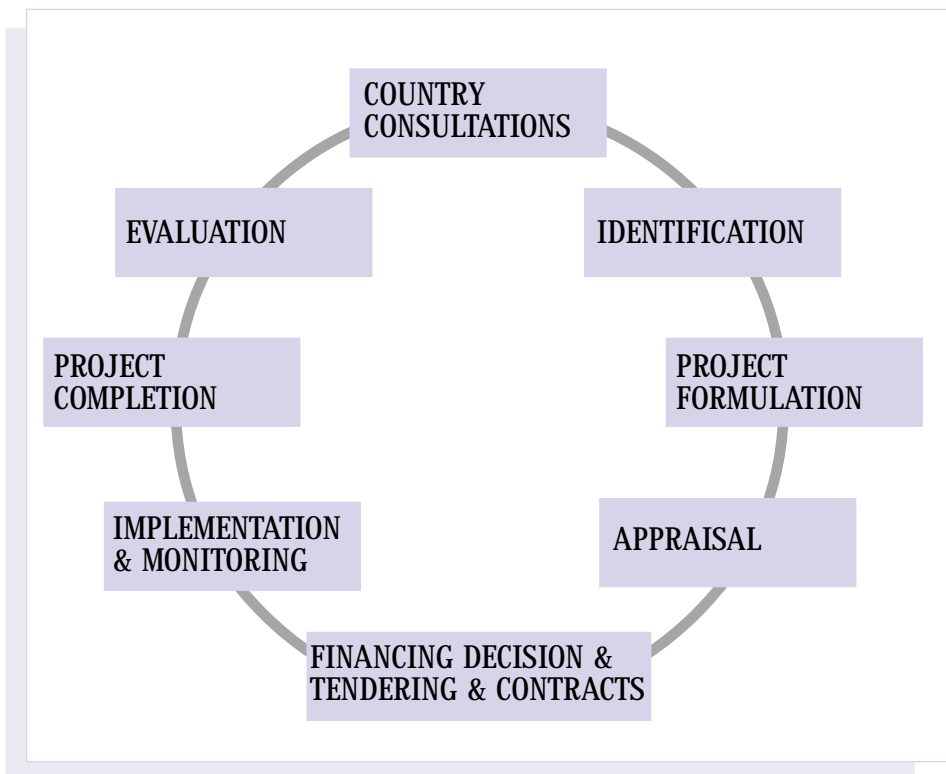 COUNTRY
CONSULTATIONS
EVALUATION
IDENTIFICATION
PROJECT
COMPLETION
PROJECT
FORMULATION
IMPLEMENTATION
& MONITORING
APPRAISAL
FINANCING DECISION &
TENDERING & CONTRACTS